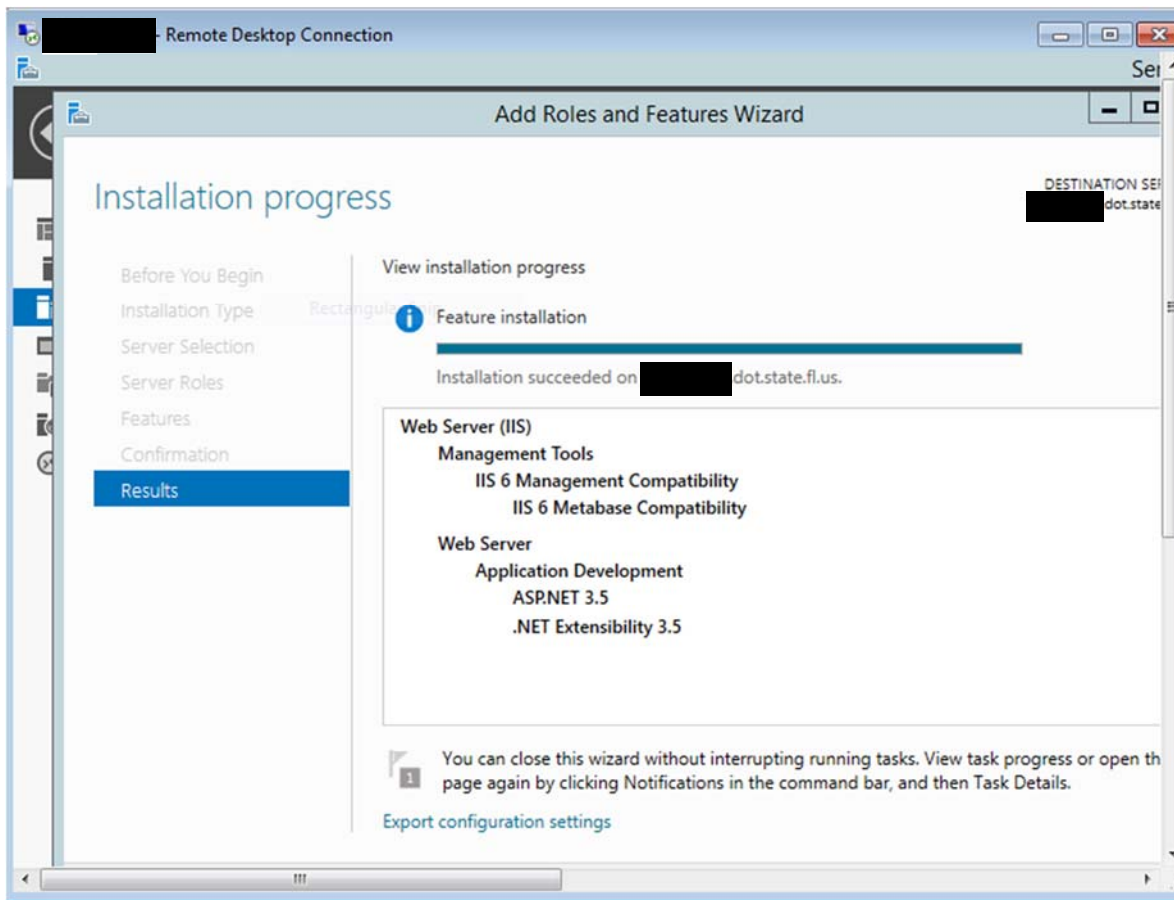 - Remote Desktop Connection
Ser
Add Roles and Features Wizard
Installation progress
DESTINATION SER
dot.state
Before You Begin
Installation Type
Server Selection
Server Roles
Features
Confirmation
Results
View installation progress
Feature installation
Installation succeeded on dot.state.fl.us.
Web Server (IIS)
Management Tools
IIS 6 Management Compatibility
IIS 6 Metabase Compatibility
Web Server
Application Development
ASP.NET 3.5
.NET Extensibility 3.5
1
You can close this wizard without interrupting running tasks. View task progress or open th
page again by clicking Notifications in the command bar, and then Task Details.
Export configuration settings